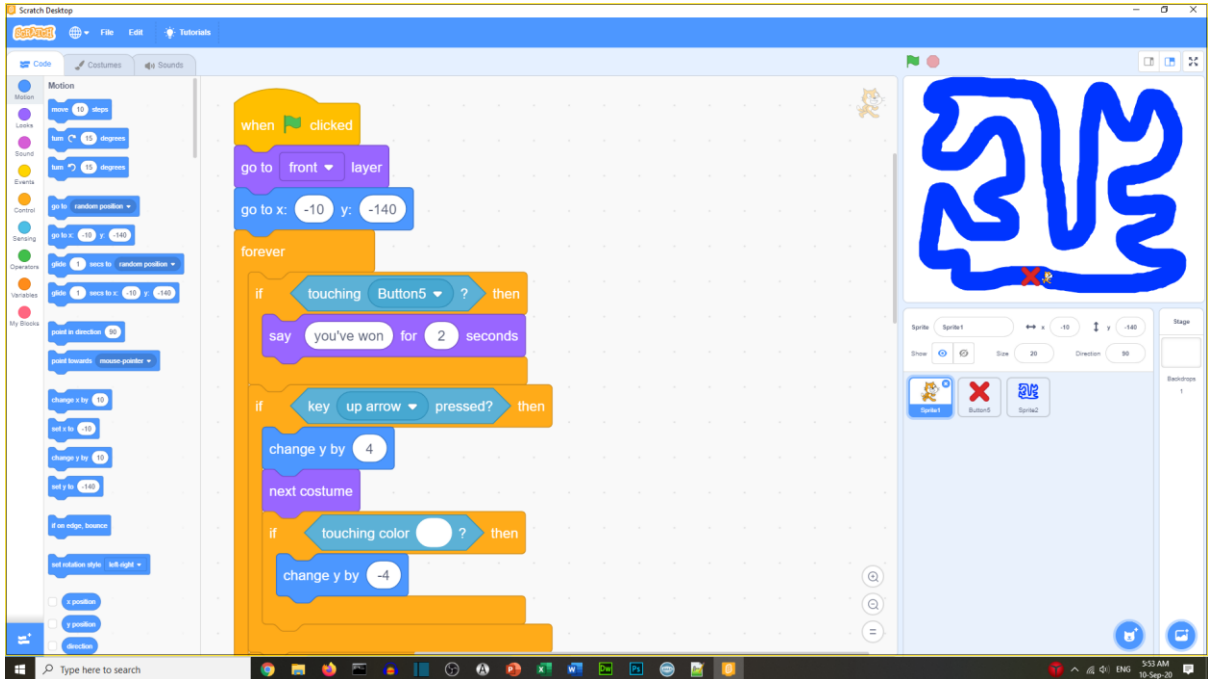 Scratch Desktop
SCRATCH File Edit Tutorials
Code Costumes Sounds
Motion
Looks
Sound
Events
Control
Sensing
Operators
Variables
My Blocks
Motion
move 10 steps
turn 15 degrees
turn 15 degrees
go to random position
go to x: -10 y: -140
glide 1 secs to random position
glide 1 secs to x: -10 y: -140
point in direction 90
point towards mouse-pointer
change x by 10
set x to -10
change y by 10
set y to -140
if on edge, bounce
set rotation style left-right
x position
y position
direction
when clicked
go to front layer
go to x: -10 y: -140
forever
if touching Button5 ? then
say you've won for 2 seconds
if key up arrow pressed? then
change y by 4
next costume
if touching color ? then
change y by -4
Sprite Sprite1 x -10 y -140
Show Size 20 Direction 90
Sprite1 Button5 Sprite2
Stage
Backdrops
1
Type here to search
ENG 5:53 AM
10-Sep-20